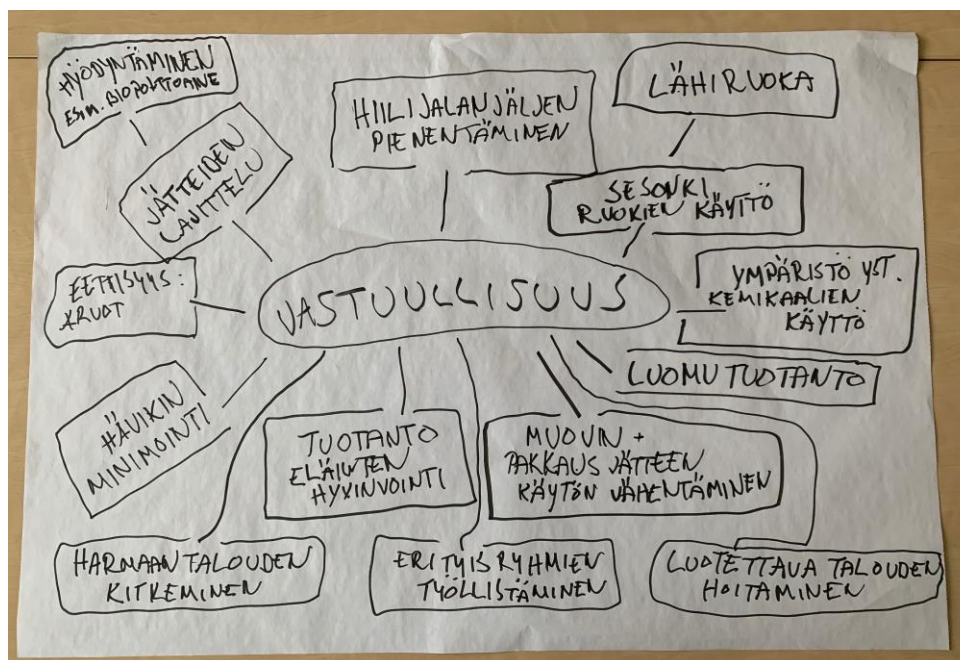 HYÖDYNTÄMINEN
ESIM. BIOPOLTTOAINE
HIILIJALANJÄLJEN
PIENENTÄMINEN
LÄHIRUOKA
JÄTTEIDEN
LAJITTELU
SESONKI
RUOKIEN KÄYTTÖ
EETTISYYS:
ARVOT
VASTUULLISUUS
YMPÄRISTÖ YST.
KEMIKAALIEN
KÄYTTÖ
LUOMUTUOTANTO
HÄVIKIN
MINIMOINTI
TUOTANTO
ELÄINTEN
HYVINVOINTI
MUOVIN +
PAKKAUS JÄTTEEN
KÄYTÖN VÄHENTÄMINEN
HARMAAN TALOUDEN
KITKEMINEN
ERITYISRYHMIEN
TYÖLLISTÄMINEN
LUOTETTAVA TALOUDEN
HOITAMINEN